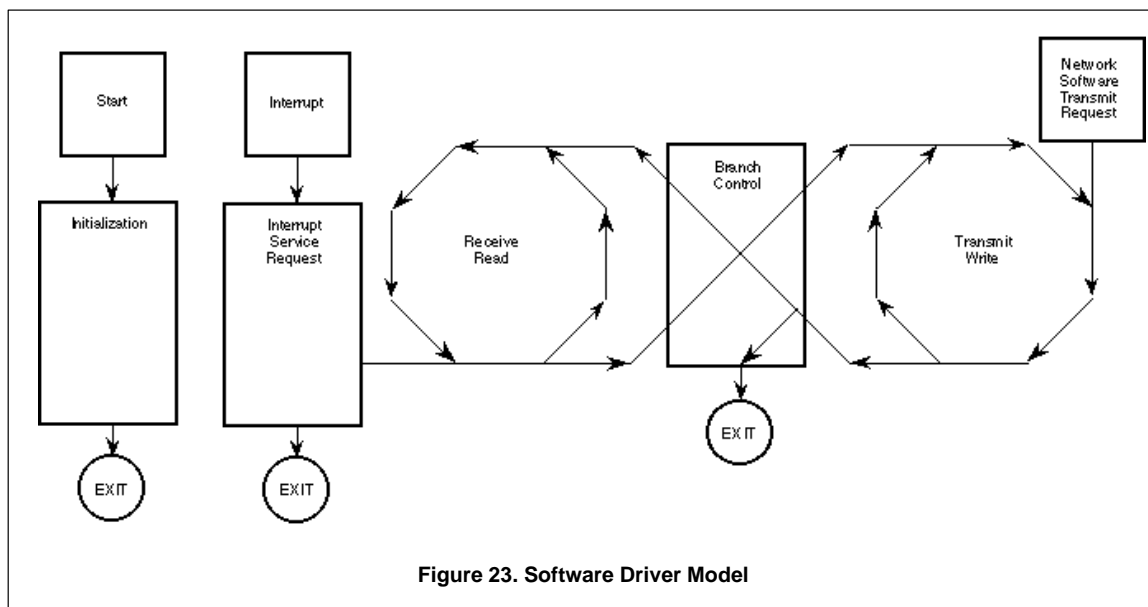 Start
Interrupt
Network
Software
Transmit
Request
Initialization
Interrupt
Service
Request
Receive
Read
Branch
Control
Transmit
Write
EXIT
EXIT
EXIT
Figure 23. Software Driver Model